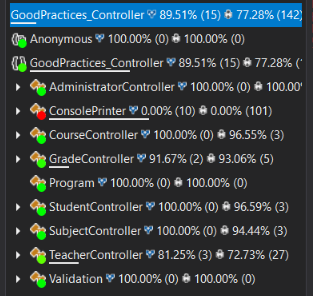 GoodPractices_Controller 89.51% (15) 77.28% (142)
Anonymous 100.00% (0) 100.00% (0)
GoodPractices_Controller 89.51% (15) 77.28% (1
AdministratorController 100.00% (0) 100.00
ConsolePrinter 0.00% (10) 0.00% (101)
CourseController 100.00% (0) 96.55% (3)
GradeController 91.67% (2) 93.06% (5)
Program 100.00% (0) 100.00% (0)
StudentController 100.00% (0) 96.59% (3)
SubjectController 100.00% (0) 94.44% (3)
TeacherController 81.25% (3) 72.73% (27)
Validation 100.00% (0) 100.00% (0)